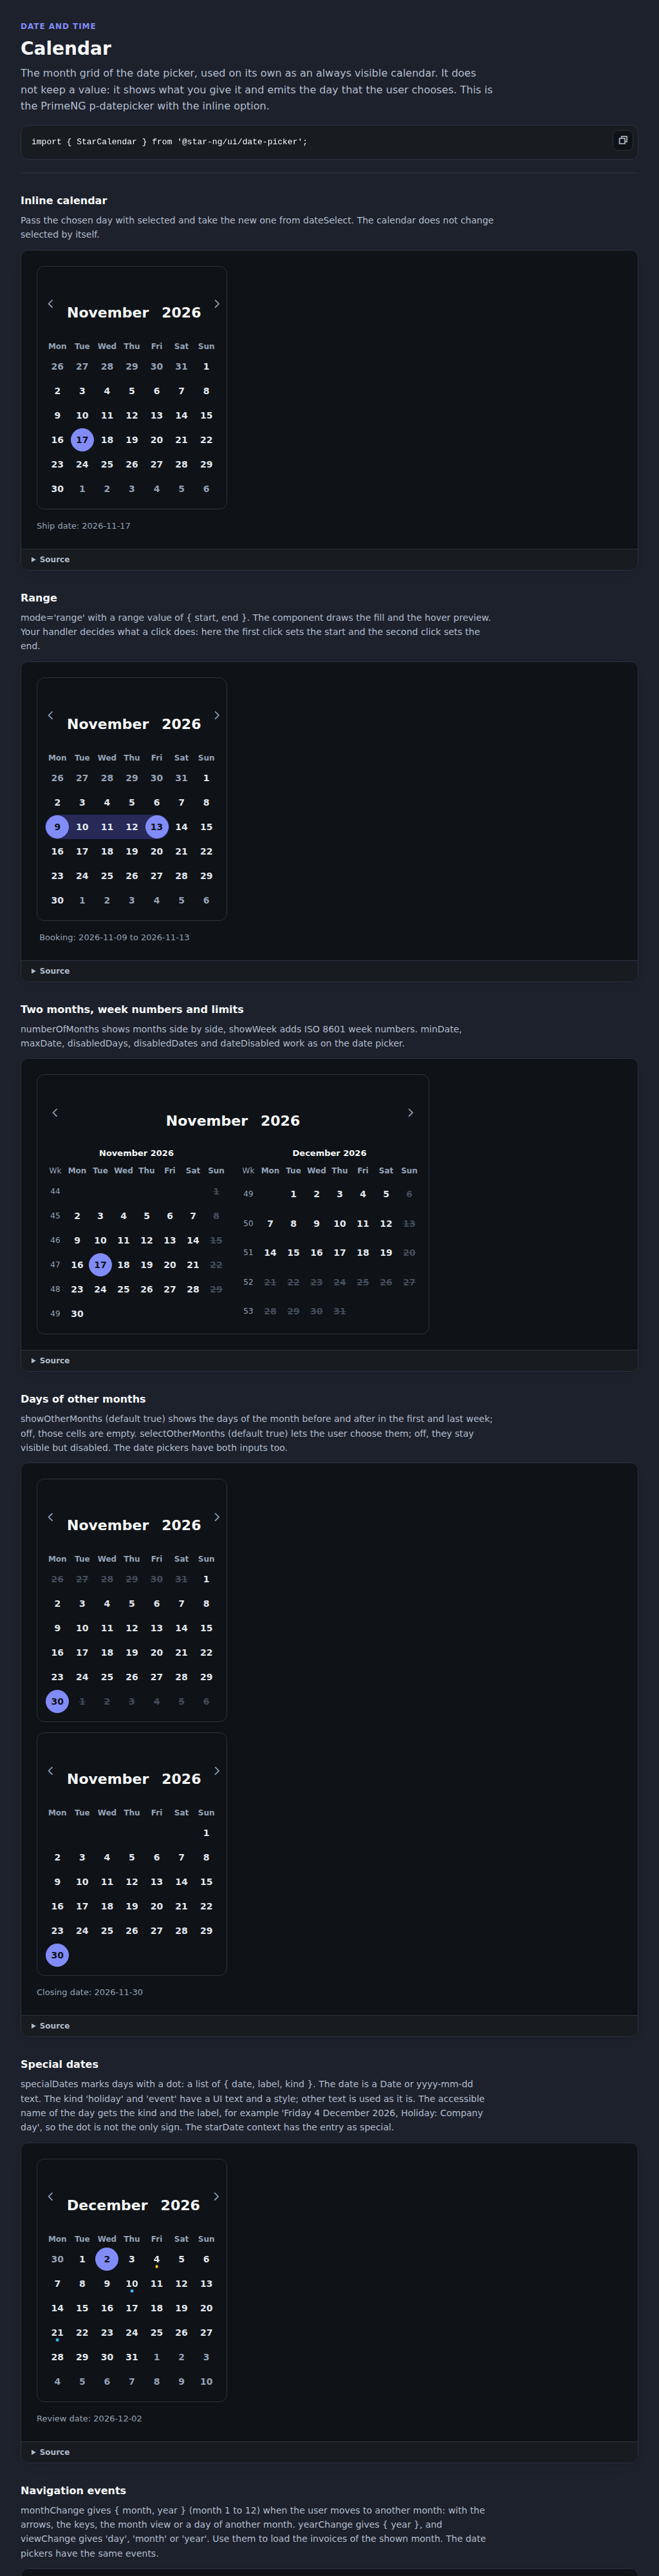 DATE AND TIME
Calendar
The month grid of the date picker, used on its own as an always visible calendar. It does
not keep a value: it shows what you give it and emits the day that the user chooses. This is
the PrimeNG p-datepicker with the inline option.
import { StarCalendar } from '@star-ng/ui/date-picker';
Inline calendar
Pass the chosen day with selected and take the new one from dateSelect. The calendar does not change
selected by itself.
November 2026
Mon Tue Wed Thu Fri Sat Sun
26 27 28 29 30 31 1
2 3 4 5 6 7 8
9 10 11 12 13 14 15
16 17 18 19 20 21 22
23 24 25 26 27 28 29
30 1 2 3 4 5 6
Ship date: 2026-11-17
Source
Range
mode='range' with a range value of { start, end }. The component draws the fill and the hover preview.
Your handler decides what a click does: here the first click sets the start and the second click sets the
end.
November 2026
Mon Tue Wed Thu Fri Sat Sun
26 27 28 29 30 31 1
2 3 4 5 6 7 8
9 10 11 12 13 14 15
16 17 18 19 20 21 22
23 24 25 26 27 28 29
30 1 2 3 4 5 6
Booking: 2026-11-09 to 2026-11-13
Source
Two months, week numbers and limits
numberOfMonths shows months side by side, showWeek adds ISO 8601 week numbers. minDate,
maxDate, disabledDays, disabledDates and dateDisabled work as on the date picker.
November 2026
November 2026
Wk Mon Tue Wed Thu Fri Sat Sun
44 1
45 2 3 4 5 6 7 8
46 9 10 11 12 13 14 15
47 16 17 18 19 20 21 22
48 23 24 25 26 27 28 29
49 30
December 2026
Wk Mon Tue Wed Thu Fri Sat Sun
49 1 2 3 4 5 6
50 7 8 9 10 11 12 13
51 14 15 16 17 18 19 20
52 21 22 23 24 25 26 27
53 28 29 30 31
Source
Days of other months
showOtherMonths (default true) shows the days of the month before and after in the first and last week;
off, those cells are empty. selectOtherMonths (default true) lets the user choose them; off, they stay
visible but disabled. The date pickers have both inputs too.
November 2026
Mon Tue Wed Thu Fri Sat Sun
26 27 28 29 30 31 1
2 3 4 5 6 7 8
9 10 11 12 13 14 15
16 17 18 19 20 21 22
23 24 25 26 27 28 29
30 1 2 3 4 5 6
November 2026
Mon Tue Wed Thu Fri Sat Sun
1
2 3 4 5 6 7 8
9 10 11 12 13 14 15
16 17 18 19 20 21 22
23 24 25 26 27 28 29
30
Closing date: 2026-11-30
Source
Special dates
specialDates marks days with a dot: a list of { date, label, kind }. The date is a Date or yyyy-mm-dd
text. The kind 'holiday' and 'event' have a UI text and a style; other text is used as it is. The accessible
name of the day gets the kind and the label, for example 'Friday 4 December 2026, Holiday: Company
day', so the dot is not the only sign. The starDate context has the entry as special.
December 2026
Mon Tue Wed Thu Fri Sat Sun
30 1 2 3 4 5 6
7 8 9 10 11 12 13
14 15 16 17 18 19 20
21 22 23 24 25 26 27
28 29 30 31 1 2 3
4 5 6 7 8 9 10
Review date: 2026-12-02
Source
Navigation events
monthChange gives { month, year } (month 1 to 12) when the user moves to another month: with the
arrows, the keys, the month view or a day of another month. yearChange gives { year }, and
viewChange gives 'day', 'month' or 'year'. Use them to load the invoices of the shown month. The date
pickers have the same events.